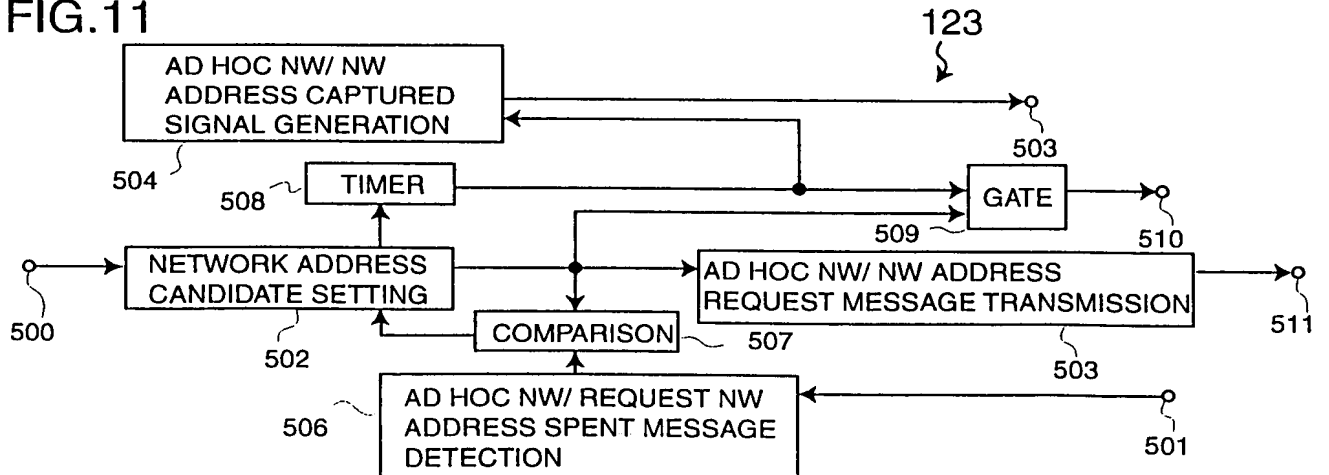 FIG.11
123
AD HOC NW/ NW
ADDRESS CAPTURED
SIGNAL GENERATION
503
504
508
TIMER
GATE
509
510
NETWORK ADDRESS
CANDIDATE SETTING
AD HOC NW/ NW ADDRESS
REQUEST MESSAGE TRANSMISSION
500
502
COMPARISON
507
503
511
506
AD HOC NW/ REQUEST NW
ADDRESS SPENT MESSAGE
DETECTION
501